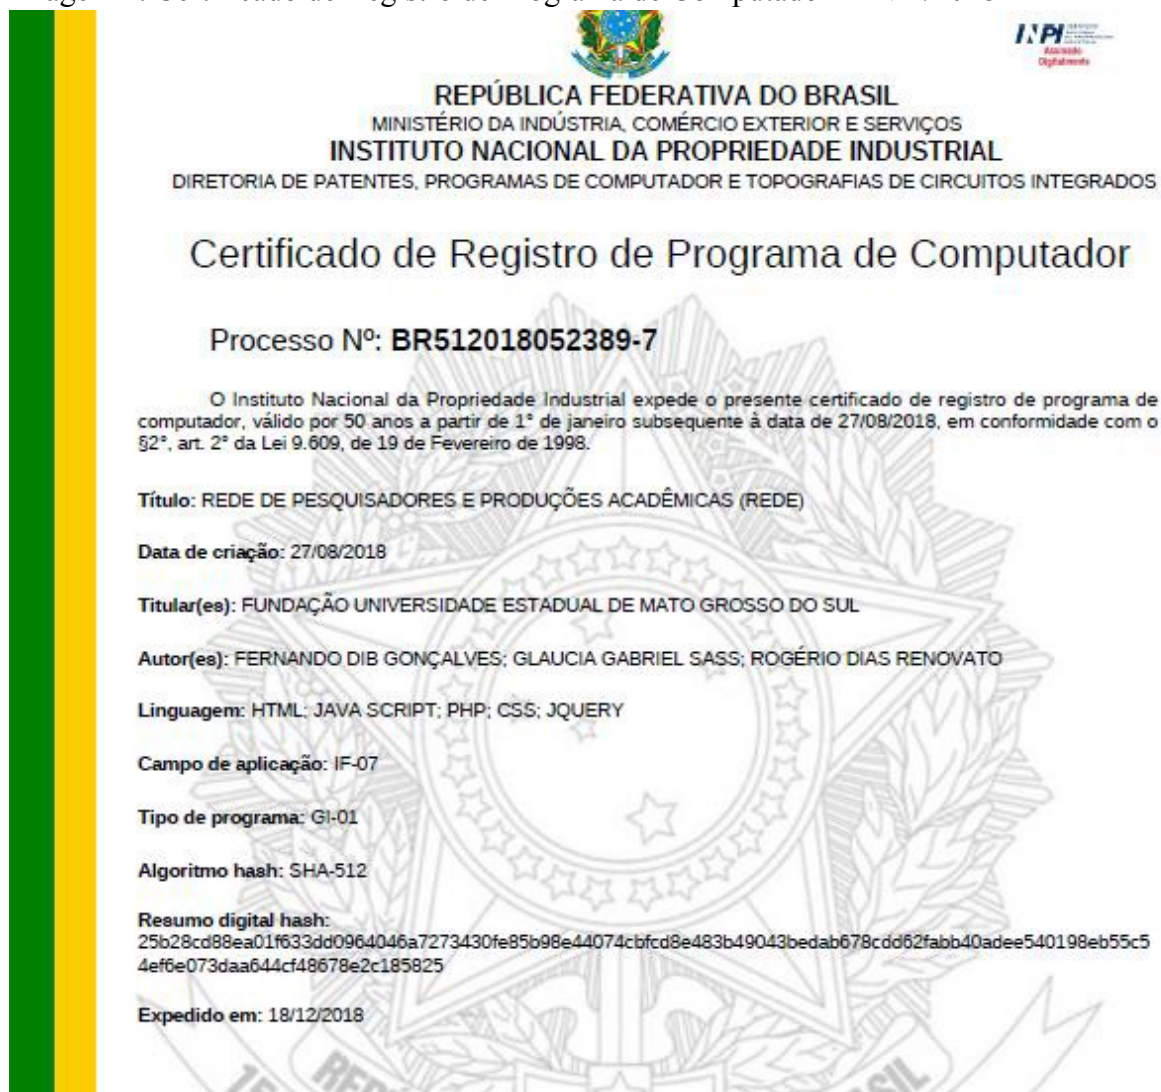 REPÚBLICA FEDERATIVA DO BRASIL
MINISTÉRIO DA INDÚSTRIA, COMÉRCIO EXTERIOR E SERVIÇOS
INSTITUTO NACIONAL DA PROPRIEDADE INDUSTRIAL
DIRETORIA DE PATENTES, PROGRAMAS DE COMPUTADOR E TOPOGRAFIAS DE CIRCUITOS INTEGRADOS
INPI
Assinado
Digitalmente
Certificado de Registro de Programa de Computador
Processo Nº: BR512018052389-7
O Instituto Nacional da Propriedade Industrial expede o presente certificado de registro de programa de
computador, válido por 50 anos a partir de 1° de janeiro subsequente à data de 27/08/2018, em conformidade com o
§2°, art. 2° da Lei 9.609, de 19 de Fevereiro de 1998.
Título: REDE DE PESQUISADORES E PRODUÇÕES ACADÊMICAS (REDE)
Data de criação: 27/08/2018
Titular(es): FUNDAÇÃO UNIVERSIDADE ESTADUAL DE MATO GROSSO DO SUL
Autor(es): FERNANDO DIB GONÇALVES; GLAUCIA GABRIEL SASS; ROGÉRIO DIAS RENOVATO
Linguagem: HTML; JAVA SCRIPT; PHP; CSS; JQUERY
Campo de aplicação: IF-07
Tipo de programa: GI-01
Algoritmo hash: SHA-512
Resumo digital hash:
25b28cd88ea01f633dd0964046a7273430fe85b98e44074cbfcd8e483b49043bedab678cdd62fabb40adee540198eb55c5
4ef6e073daa644cf48678e2c185825
Expedido em: 18/12/2018